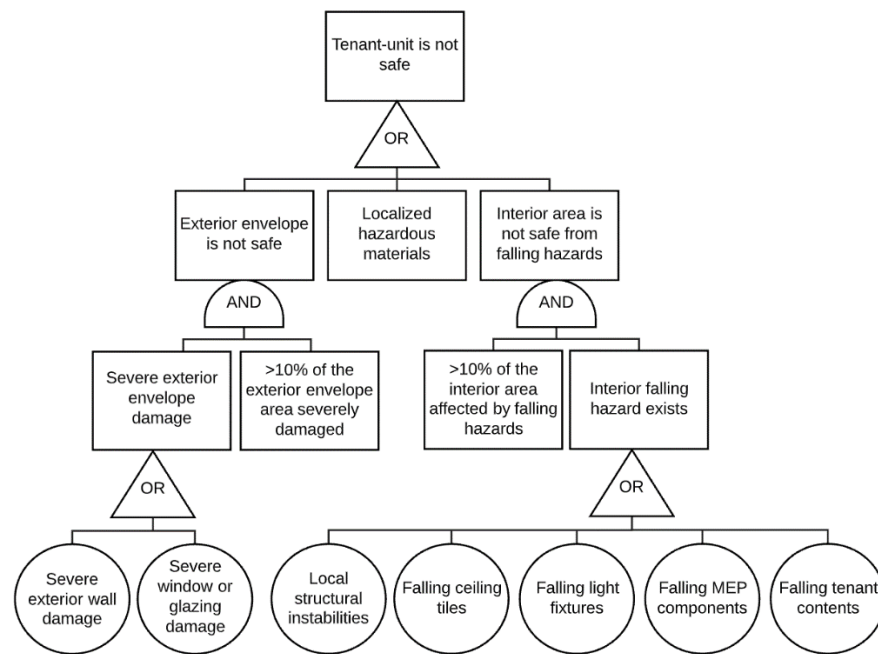 Tenant-unit is not
safe
OR
Exterior envelope
is not safe
Localized
hazardous
materials
Interior area is
not safe from
falling hazards
AND
AND
Severe exterior
envelope
damage
>10% of the
exterior envelope
area severely
damaged
>10% of the
interior area
affected by falling
hazards
Interior falling
hazard exists
OR
OR
Severe
exterior wall
damage
Severe
window or
glazing damage
Local
structural
instabilities
Falling ceiling
tiles
Falling light
fixtures
Falling MEP
components
Falling tenant
contents